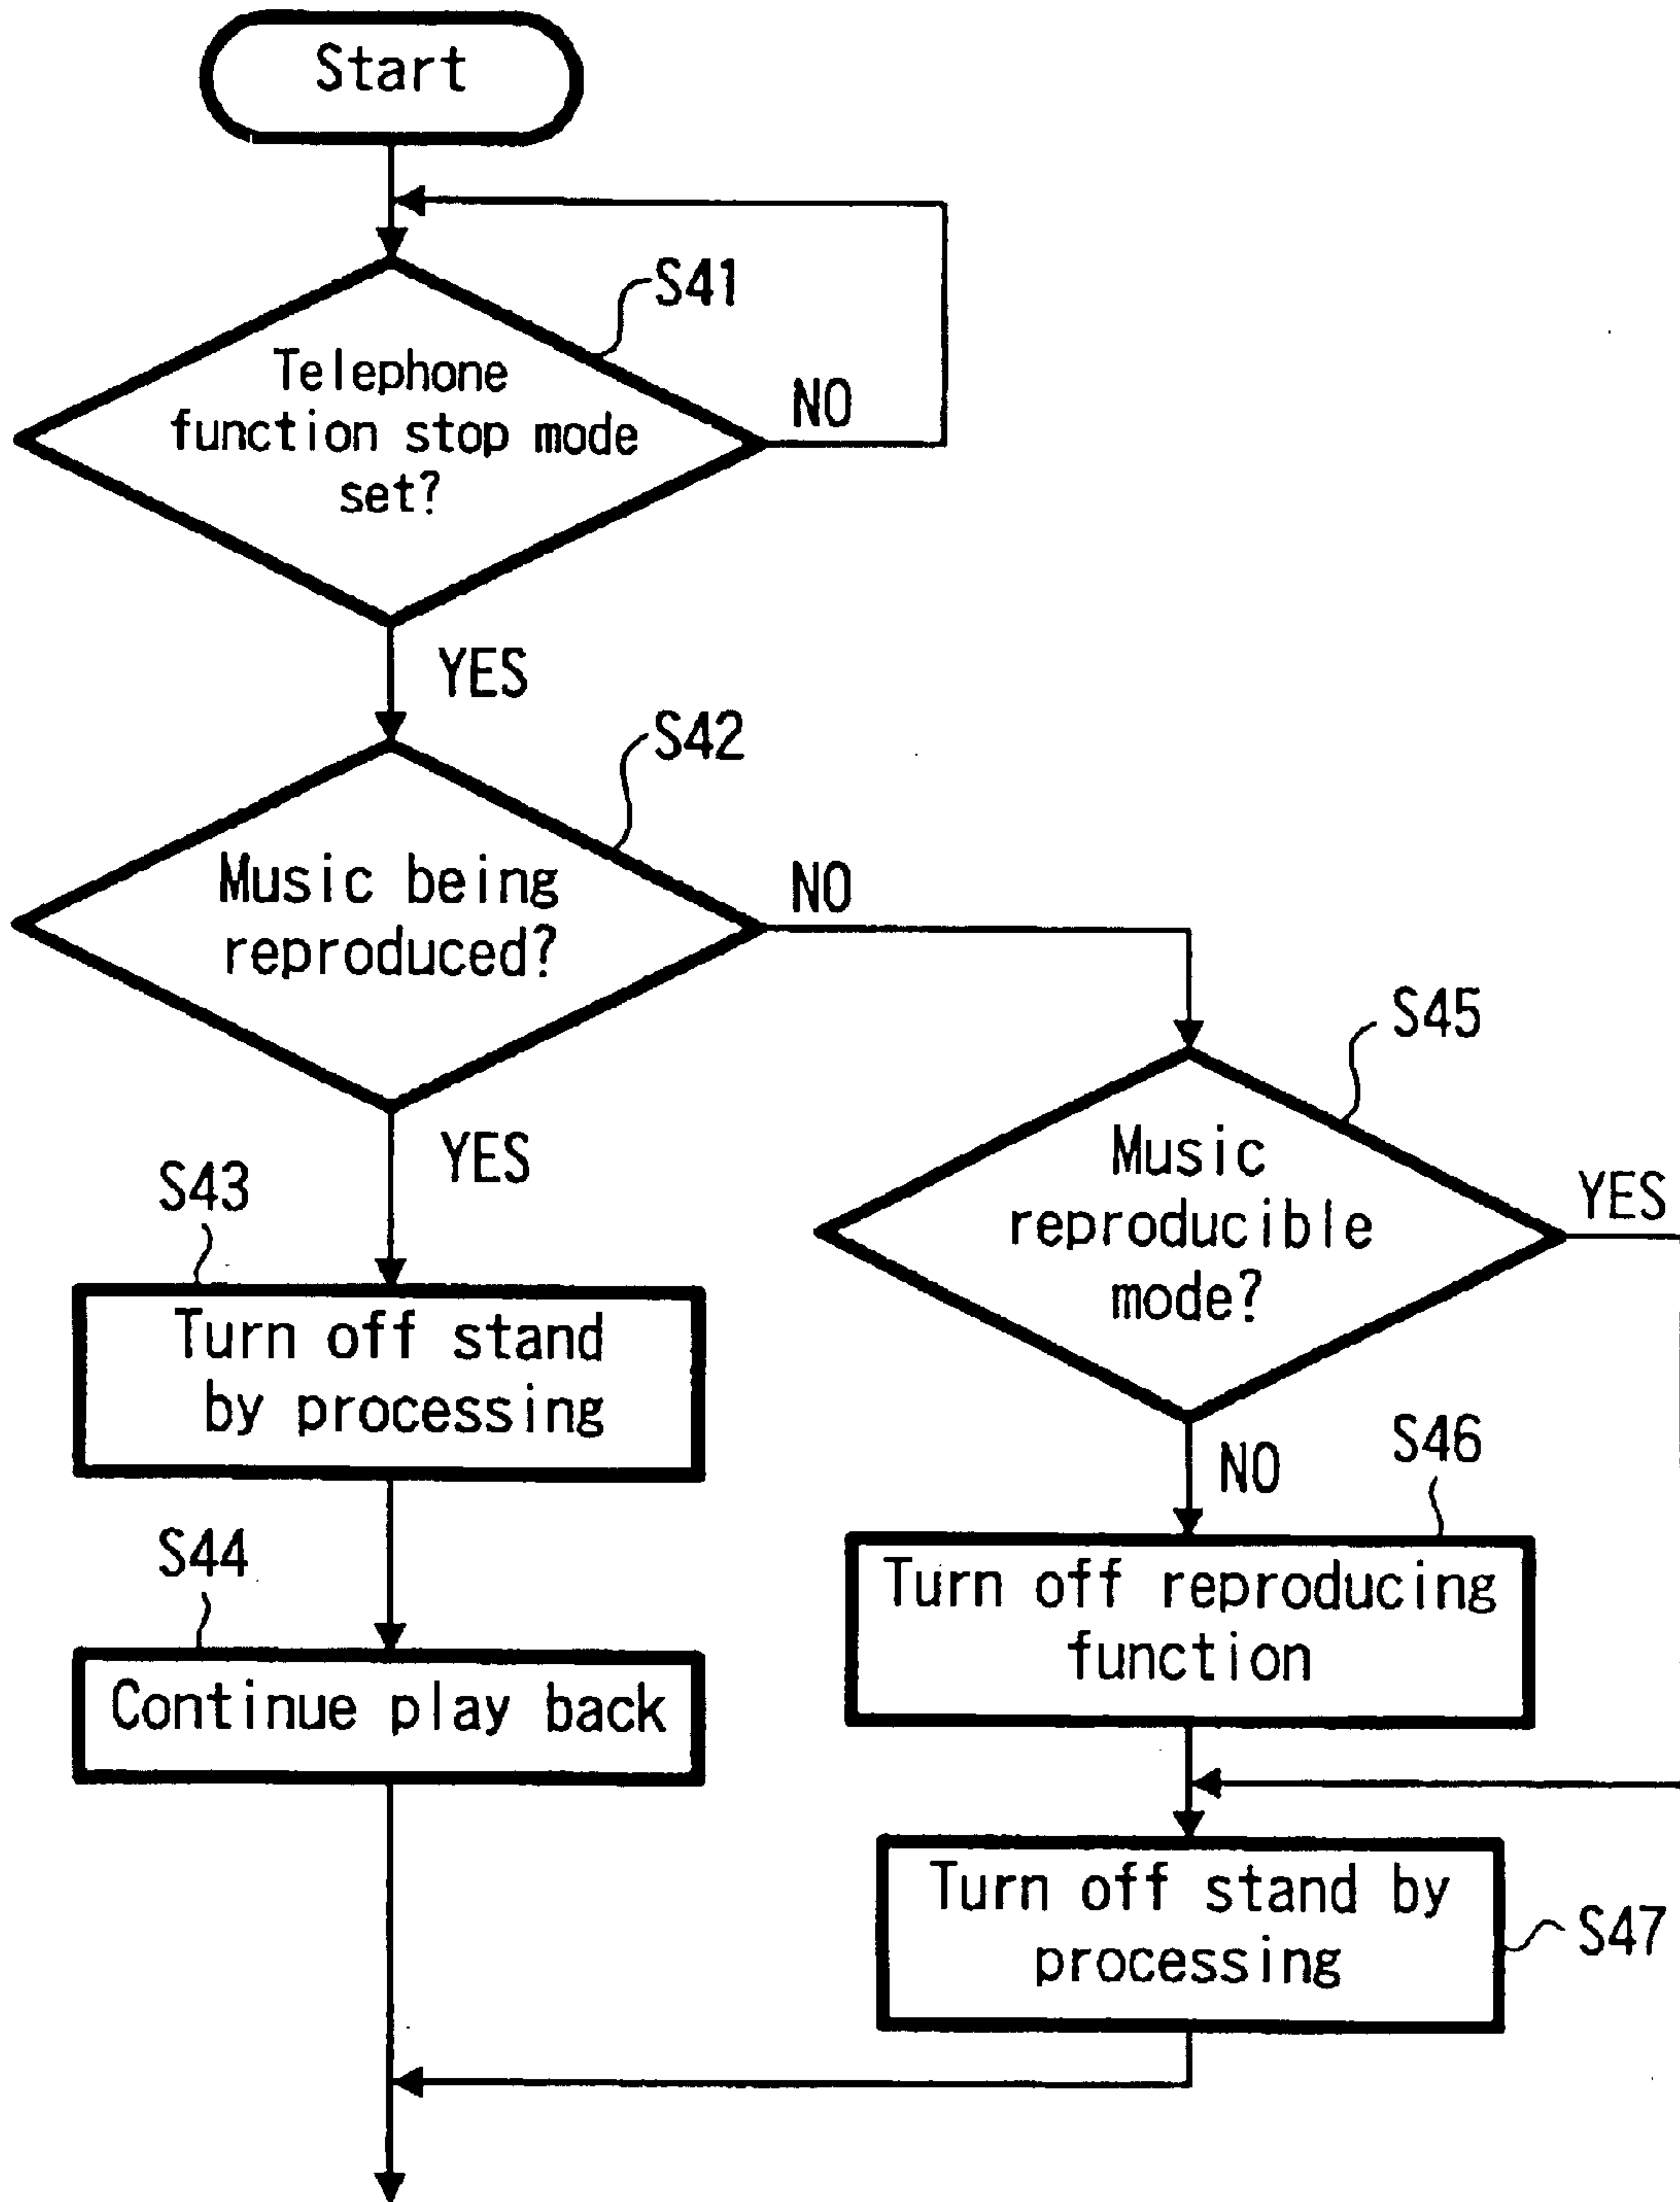 Start
S41
Telephone
function stop mode
set?
NO
YES
S42
Music being
reproduced?
NO
YES
S45
Music
reproducible
mode?
YES
NO
S43
Turn off stand
by processing
S44
Continue play back
S46
Turn off reproducing
function
Turn off stand by
processing
S47